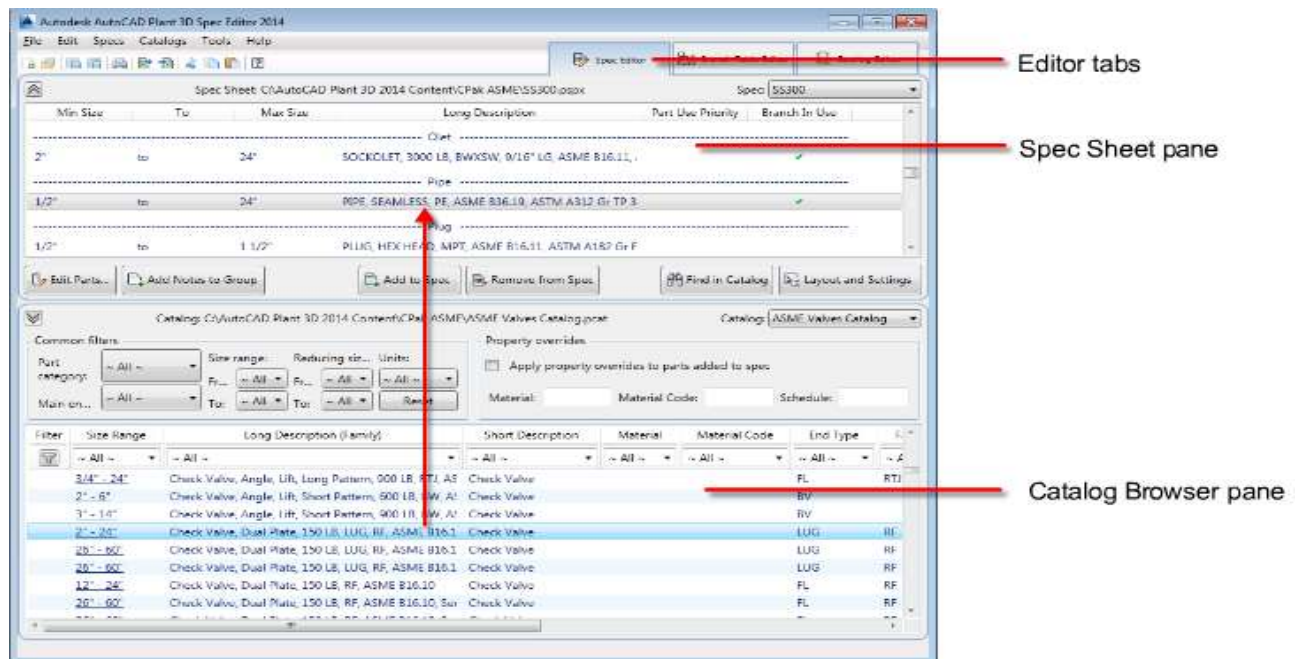 Autodesk AutoCAD Plant 3D Spec Editor 2014
File Edit Specs Catalogs Tools Help
Spec Editor
Editor tabs
Spec Sheet: C:\AutoCAD Plant 3D 2014 Content\CPak ASME\SS300.pspx Spec: SS300
Min Size To Max Size Long Description Part Use Priority Branch In Use
Olet
2" to 24" SOCKOLET, 3000 LB, BWXSW, 9/16" LG, ASME B16.11,
Spec Sheet pane
Pipe
1/2" to 24" PIPE, SEAMLESS, PE, ASME B36.19, ASTM A312 Gr TP 3
Plug
1/2" to 1 1/2" PLUG, HEX HEAD, MPT, ASME B16.11, ASTM A182 Gr F
Edit Parts... Add Notes to Group Add to Spec Remove from Spec Find in Catalog Layout and Settings
Catalog: C:\AutoCAD Plant 3D 2014 Content\CPak ASME\ASME Valves Catalog.pcat Catalog: ASME Valves Catalog
Common filters Property overrides
Part category: ~ All ~ Size range: Reducing siz... Units: Apply property overrides to parts added to spec
Fr... ~ All ~ Fr... ~ All ~ ~ All ~
Main en... ~ All ~ To: ~ All ~ To: ~ All ~ Reset Material: Material Code: Schedule:
Filter Size Range Long Description (Family) Short Description Material Material Code End Type
~ All ~ ~ All ~ ~ All ~ ~ All ~ ~ All ~ ~ All ~
3/4" - 24" Check Valve, Angle, Lift, Long Pattern, 900 LB, RTJ, AS Check Valve FL RTJ
2" - 6" Check Valve, Angle, Lift, Short Pattern, 600 LB, BW, A Check Valve BV
Catalog Browser pane
3" - 14" Check Valve, Angle, Lift, Short Pattern, 900 LB, BW, A Check Valve BV
2" - 24" Check Valve, Dual Plate, 150 LB, LUG, RF, ASME B16.1 Check Valve LUG RF
26" - 60" Check Valve, Dual Plate, 150 LB, LUG, RF, ASME B16.1 Check Valve LUG RF
26" - 60" Check Valve, Dual Plate, 150 LB, LUG, RF, ASME B16.1 Check Valve LUG RF
12" - 24" Check Valve, Dual Plate, 150 LB, RF, ASME B16.10 Check Valve FL RF
26" - 60" Check Valve, Dual Plate, 150 LB, RF, ASME B16.10, Ser Check Valve FL RF